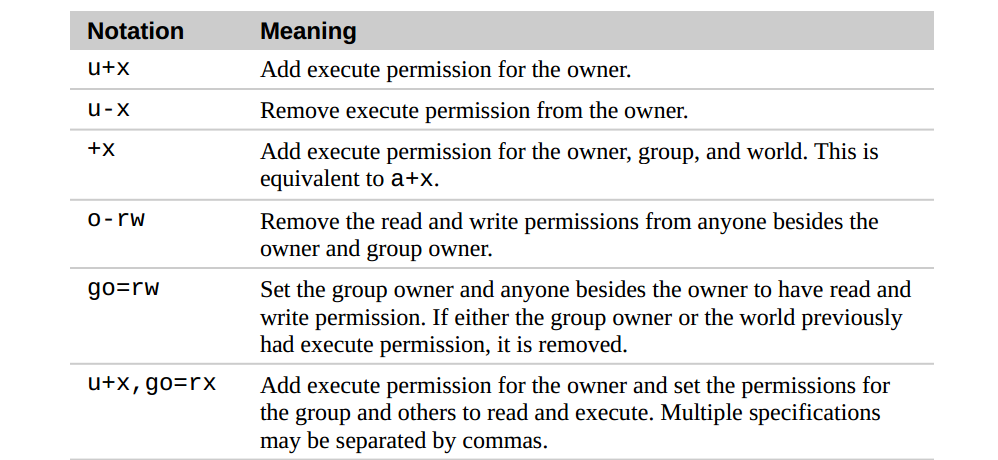 Notation Meaning
u+x Add execute permission for the owner.
u-x Remove execute permission from the owner.
+x Add execute permission for the owner, group, and world. This is
equivalent to a+x.
o-rw Remove the read and write permissions from anyone besides the
owner and group owner.
go=rw Set the group owner and anyone besides the owner to have read and
write permission. If either the group owner or the world previously
had execute permission, it is removed.
u+x,go=rx Add execute permission for the owner and set the permissions for
the group and others to read and execute. Multiple specifications
may be separated by commas.